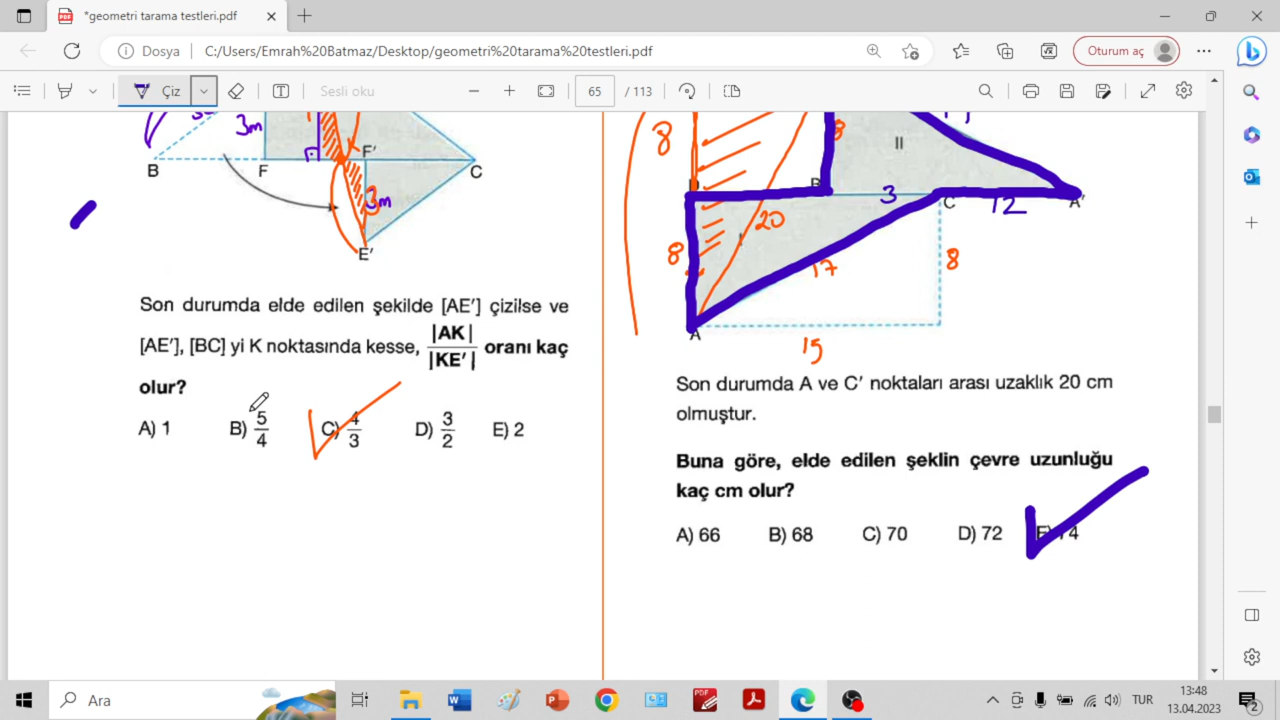 *geometri tarama testleri.pdf
Dosya
C:/Users/Emrah%20Batmaz/Desktop/geometri%20tarama%20testleri.pdf
Oturum aç
Çiz
Sesli oku
65
/ 113
3m
B
F
F'
K
C
3m
E'
Son durumda elde edilen şekilde [AE'] çizilse ve
[AE'], [BC] yi K noktasında kesse, |AK| / |KE'| oranı kaç
olur?
A) 1
B) 5/4
C) 4/3
D) 3/2
E) 2
8
8
II
3
C
12
A'
20
I
8
17
8
A
15
Son durumda A ve C' noktaları arası uzaklık 20 cm
olmuştur.
Buna göre, elde edilen şeklin çevre uzunluğu
kaç cm olur?
A) 66
B) 68
C) 70
D) 72
E) 74
Ara
TUR
13:48
13.04.2023
2